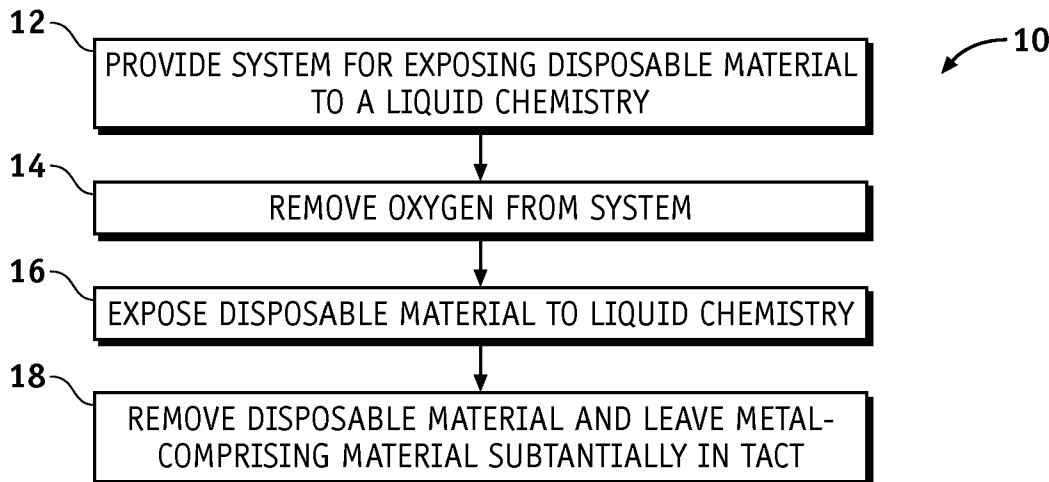 12
PROVIDE SYSTEM FOR EXPOSING DISPOSABLE MATERIAL
TO A LIQUID CHEMISTRY
10
14
REMOVE OXYGEN FROM SYSTEM
16
EXPOSE DISPOSABLE MATERIAL TO LIQUID CHEMISTRY
18
REMOVE DISPOSABLE MATERIAL AND LEAVE METAL-
COMPRISING MATERIAL SUBTANTIALLY IN TACT